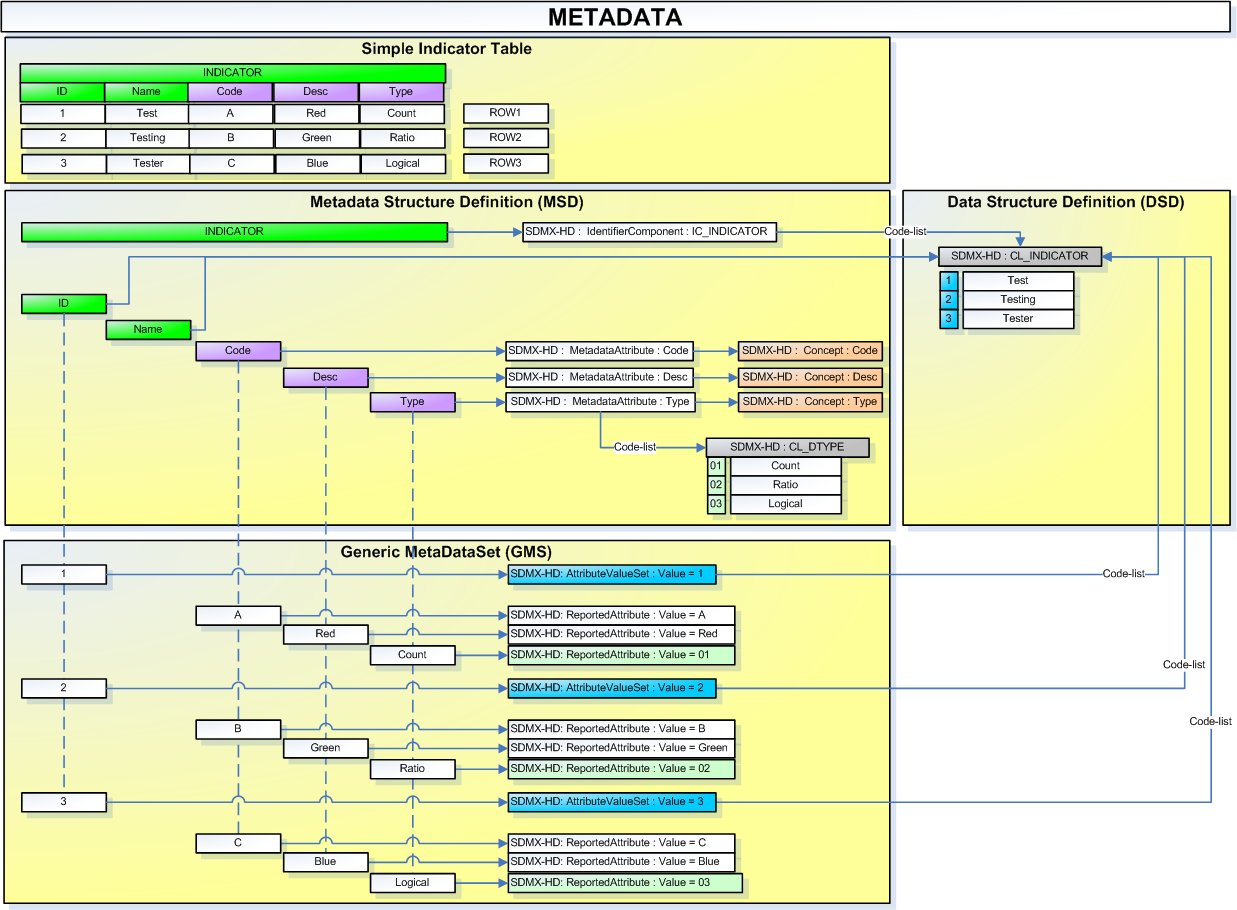 METADATA
Simple Indicator Table
INDICATOR
ID Name Code Desc Type
1 Test A Red Count ROW1
2 Testing B Green Ratio ROW2
3 Tester C Blue Logical ROW3
Metadata Structure Definition (MSD)
INDICATOR SDMX-HD : IdentifierComponent : IC_INDICATOR
Code-list
Data Structure Definition (DSD)
SDMX-HD : CL_INDICATOR
1 Test
2 Testing
3 Tester
ID
Name
Code SDMX-HD : MetadataAttribute : Code SDMX-HD : Concept : Code
Desc SDMX-HD : MetadataAttribute : Desc SDMX-HD : Concept : Desc
Type SDMX-HD : MetadataAttribute : Type SDMX-HD : Concept : Type
Code-list SDMX-HD : CL_DTYPE
01 Count
02 Ratio
03 Logical
Generic MetaDataSet (GMS)
1 SDMX-HD: AttributeValueSet : Value = 1 Code-list
A SDMX-HD: ReportedAttribute : Value = A
Red SDMX-HD: ReportedAttribute : Value = Red
Count SDMX-HD: ReportedAttribute : Value = 01
Code-list
2 SDMX-HD: AttributeValueSet : Value = 2
Code-list
B SDMX-HD: ReportedAttribute : Value = B
Green SDMX-HD: ReportedAttribute : Value = Green
Ratio SDMX-HD: ReportedAttribute : Value = 02
3 SDMX-HD: AttributeValueSet : Value = 3
C SDMX-HD: ReportedAttribute : Value = C
Blue SDMX-HD: ReportedAttribute : Value = Blue
Logical SDMX-HD: ReportedAttribute : Value = 03